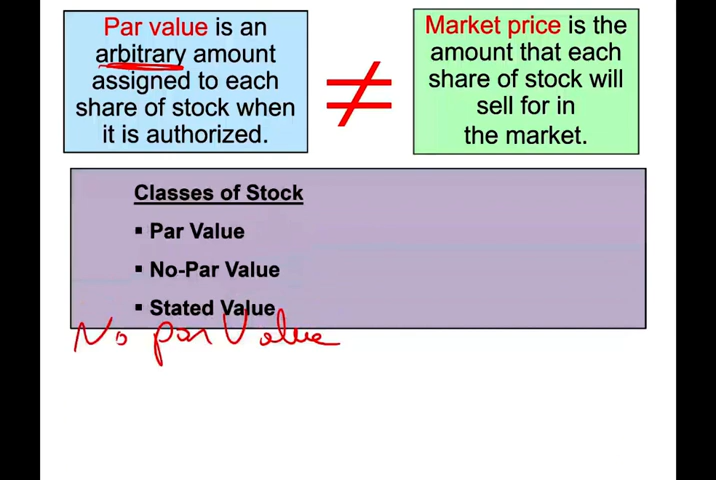 Par value is an
arbitrary amount
assigned to each
share of stock when
it is authorized.
≠
Market price is the
amount that each
share of stock will
sell for in
the market.
Classes of Stock
▪ Par Value
▪ No-Par Value
▪ Stated Value
No par Value